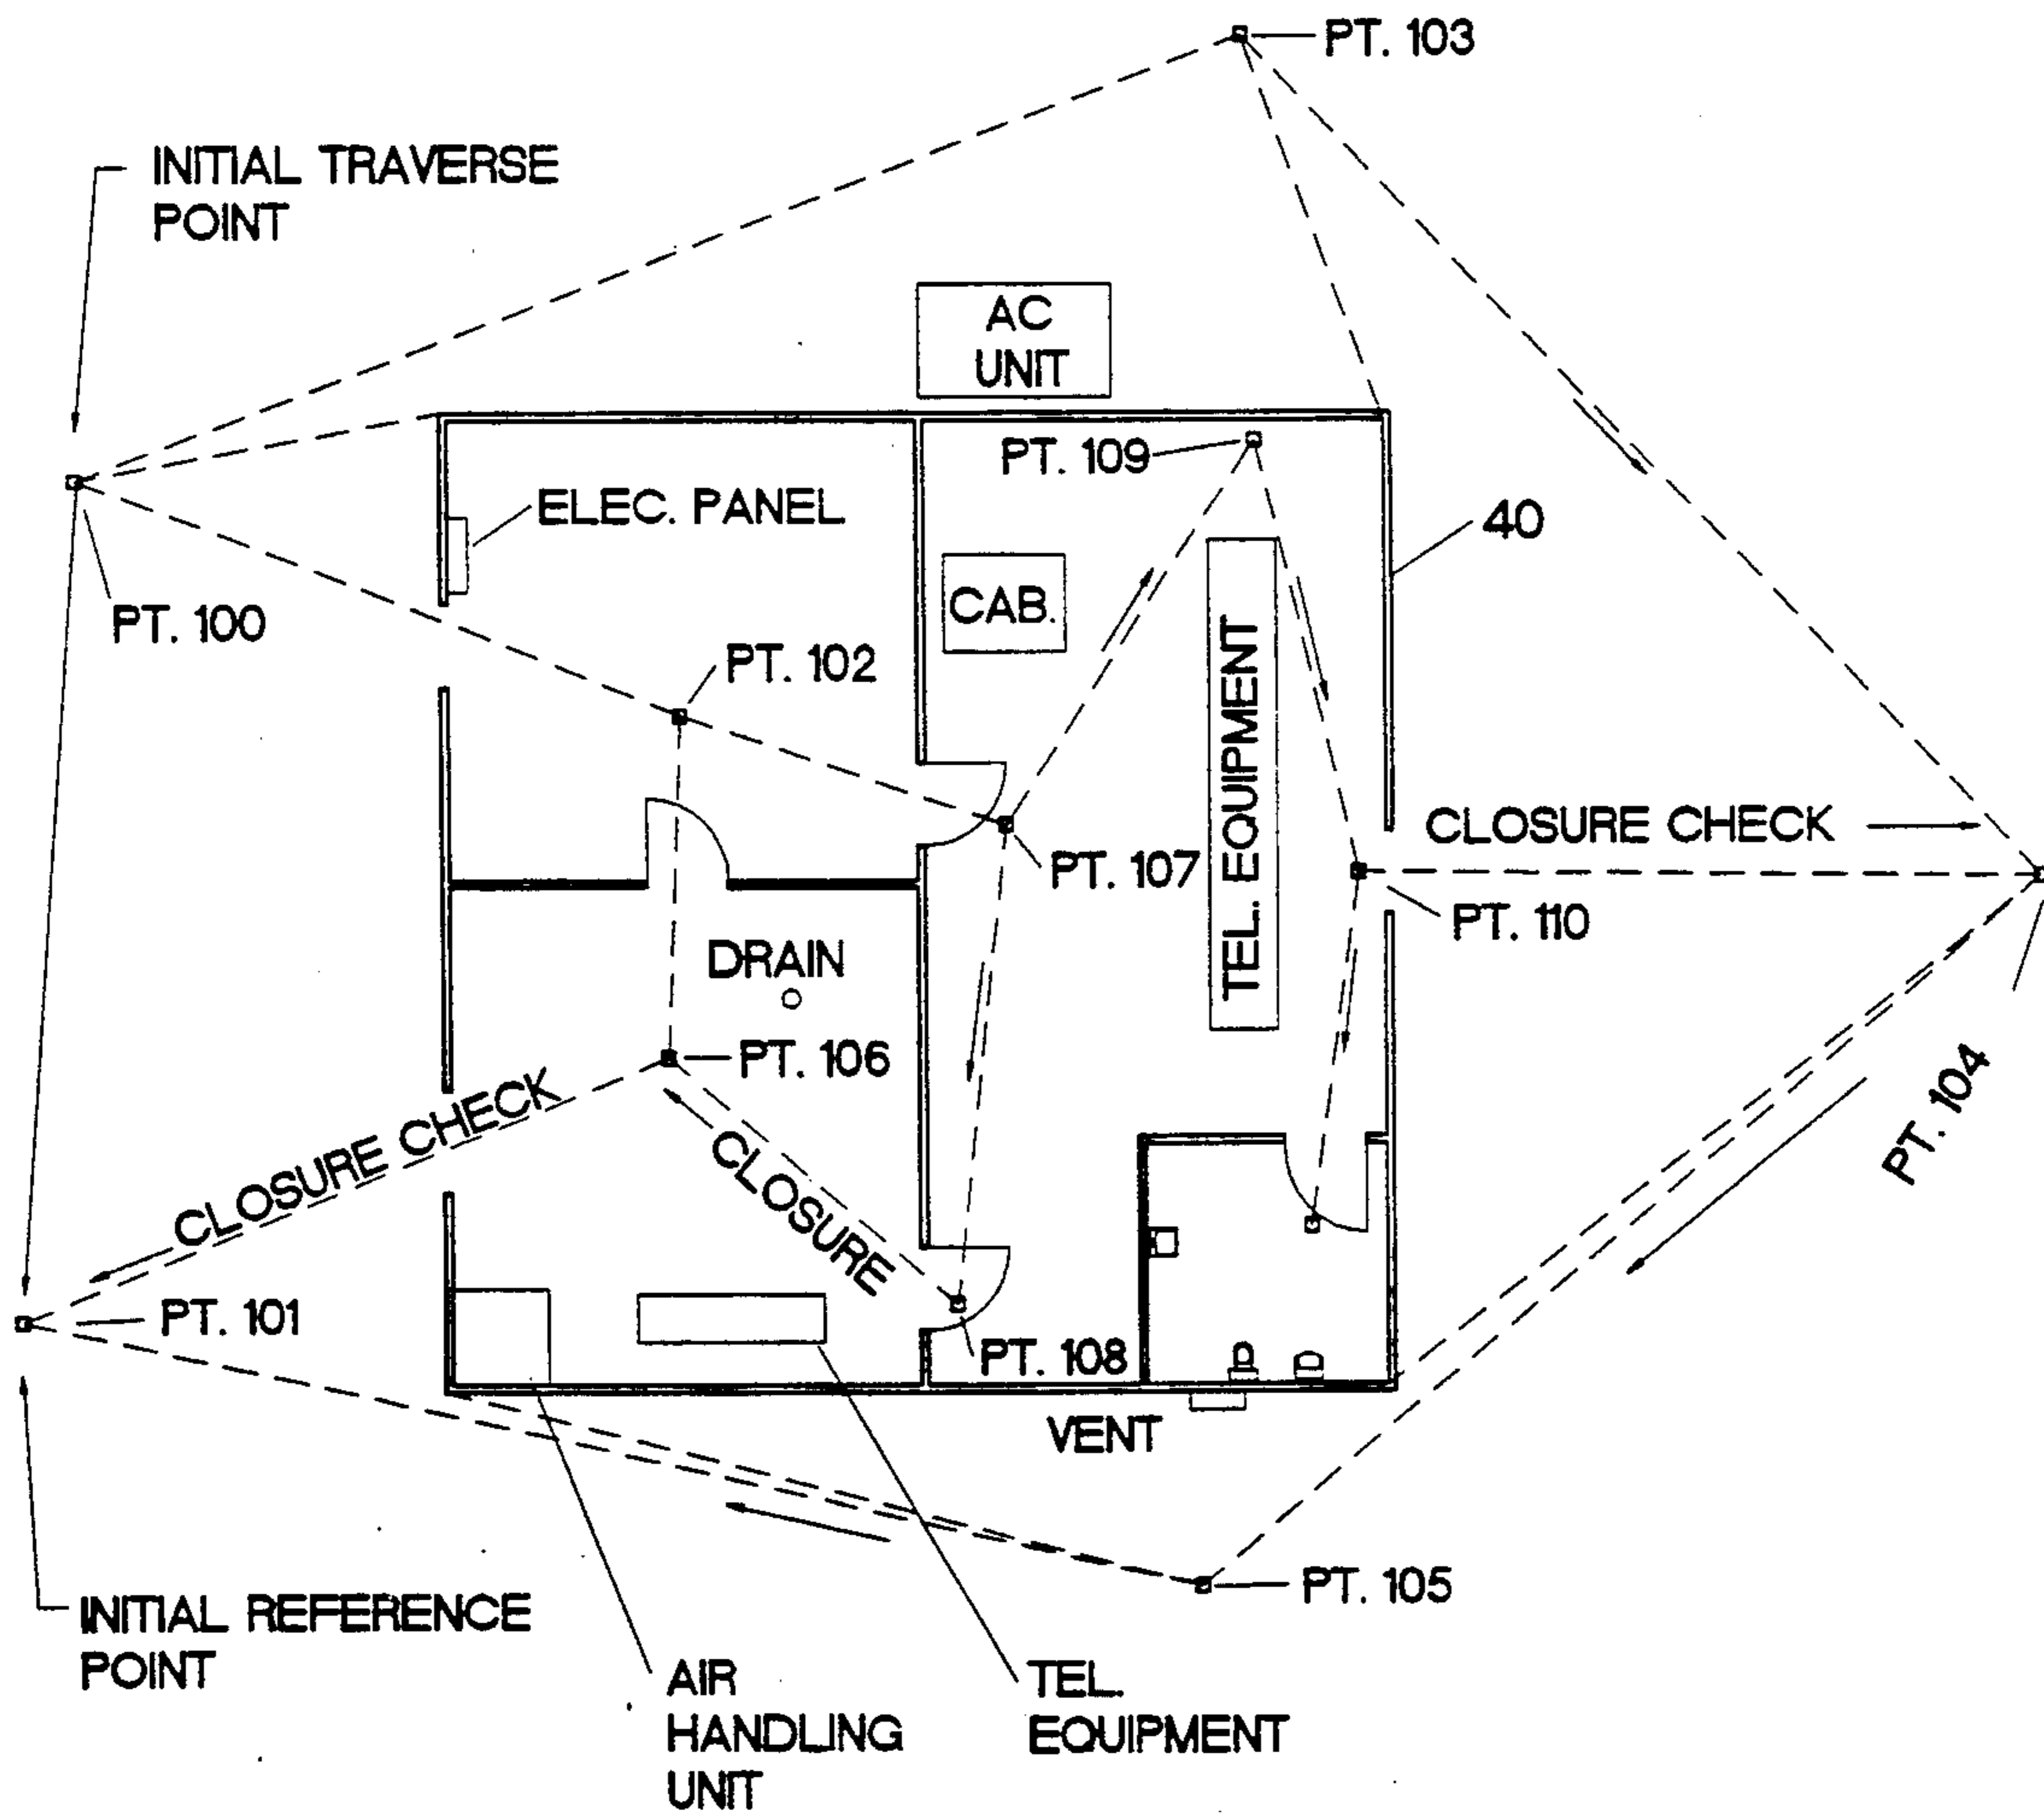 PT. 103
INITIAL TRAVERSE
POINT
AC
UNIT
PT. 109
ELEC. PANEL
40
CAB.
PT. 100
PT. 102
TEL. EQUIPMENT
CLOSURE CHECK
PT. 107
PT. 110
DRAIN
PT. 106
PT. 104
CLOSURE CHECK
CLOSURE
PT. 101
PT. 108
VENT
PT. 105
INITIAL REFERENCE
POINT
AIR
HANDLING
UNIT
TEL.
EQUIPMENT